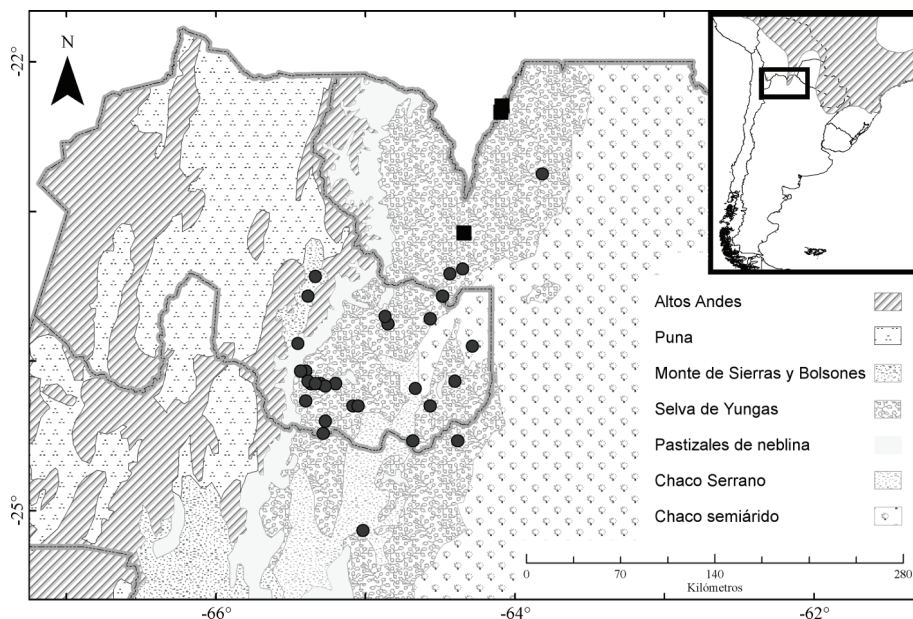 N
-22°
-25°
-66°
-64°
-62°
Altos Andes
Puna
Monte de Sierras y Bolsones
Selva de Yungas
Pastizales de neblina
Chaco Serrano
Chaco semiárido
0 70 140 280
Kilómetros